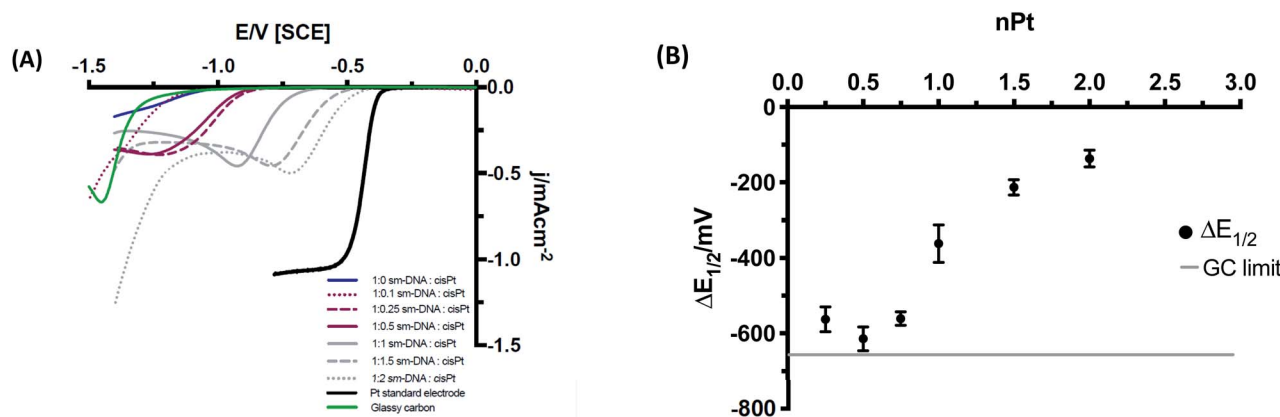 (A)
E/V [SCE]
-1.5 -1.0 -0.5 0.0
0.0
-0.5
-1.0
-1.5
j/mAcm-2
1:0 sm-DNA : cisPt
1:0.1 sm-DNA : cisPt
1:0.25 sm-DNA : cisPt
1:0.5 sm-DNA : cisPt
1:1 sm-DNA : cisPt
1:1.5 sm-DNA : cisPt
1:2 sm-DNA : cisPt
Pt standard electrode
Glassy carbon
(B)
nPt
0.0 0.5 1.0 1.5 2.0 2.5 3.0
0
-200
-400
-600
-800
ΔE1/2/mV
ΔE1/2
GC limit